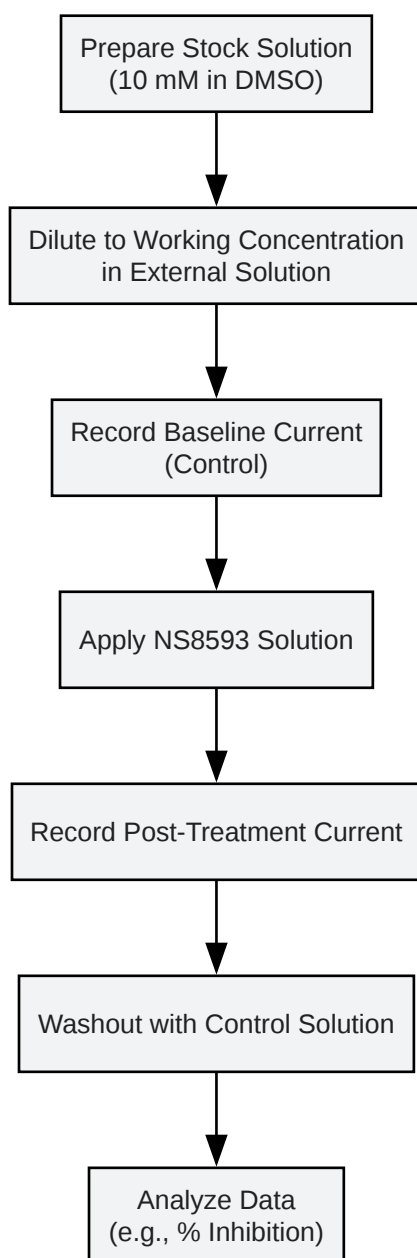 Prepare Stock Solution
(10 mM in DMSO)
Dilute to Working Concentration
in External Solution
Record Baseline Current
(Control)
Apply NS8593 Solution
Record Post-Treatment Current
Washout with Control Solution
Analyze Data
(e.g., % Inhibition)